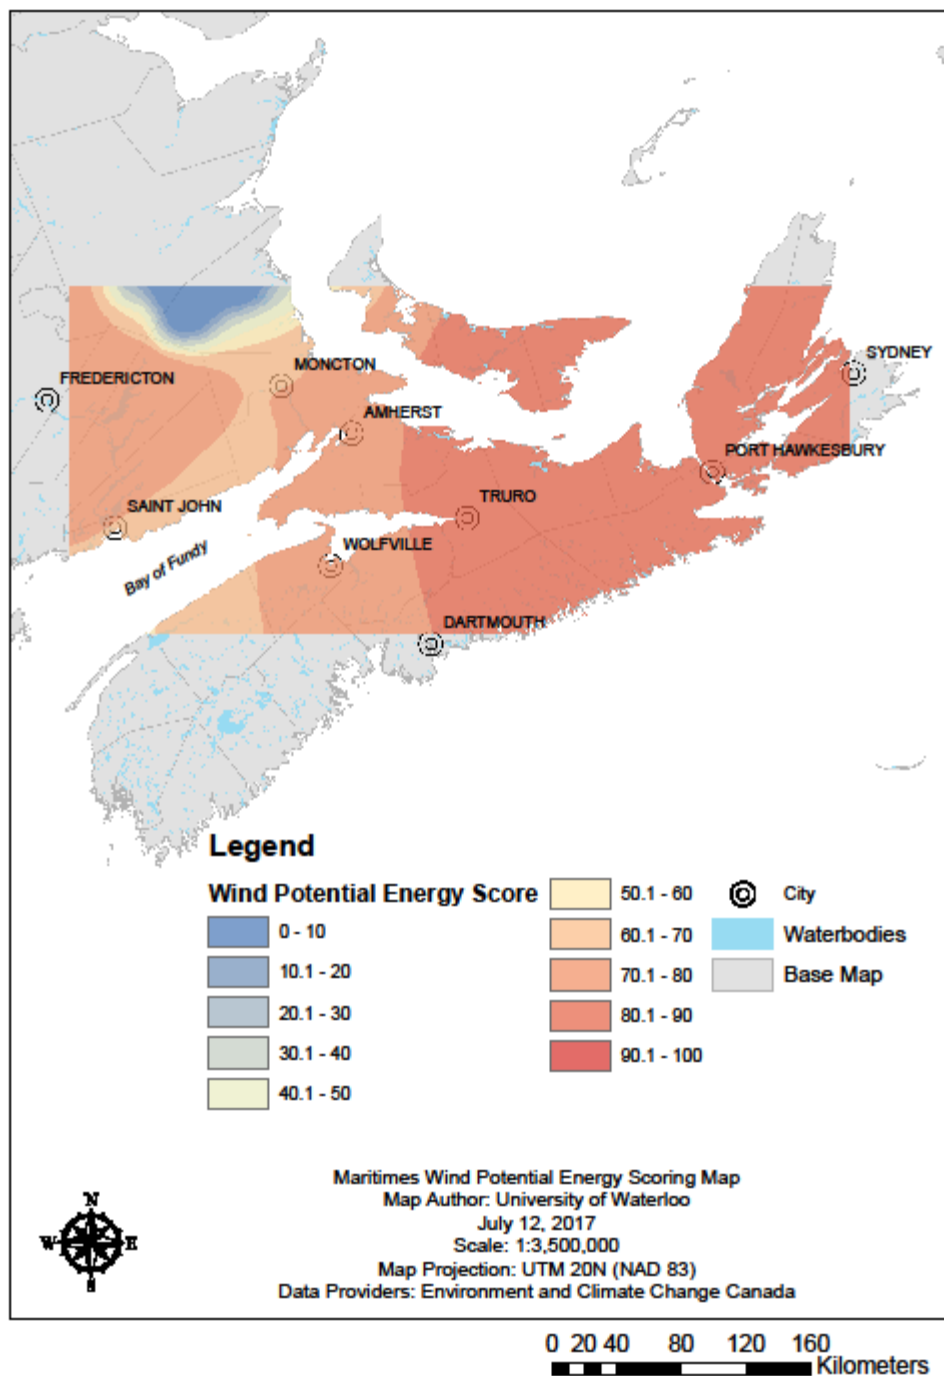 SYDNEY
MONCTON
FREDERICTON
AMHERST
PORT HAWKESBURY
TRURO
SAINT JOHN
WOLFVILLE
Bay of Fundy
DARTMOUTH
Legend
Wind Potential Energy Score
0 - 10
10.1 - 20
20.1 - 30
30.1 - 40
40.1 - 50
50.1 - 60
60.1 - 70
70.1 - 80
80.1 - 90
90.1 - 100
City
Waterbodies
Base Map
Maritimes Wind Potential Energy Scoring Map
Map Author: University of Waterloo
July 12, 2017
Scale: 1:3,500,000
Map Projection: UTM 20N (NAD 83)
Data Providers: Environment and Climate Change Canada
N
W E
S
0 20 40 80 120 160
Kilometers